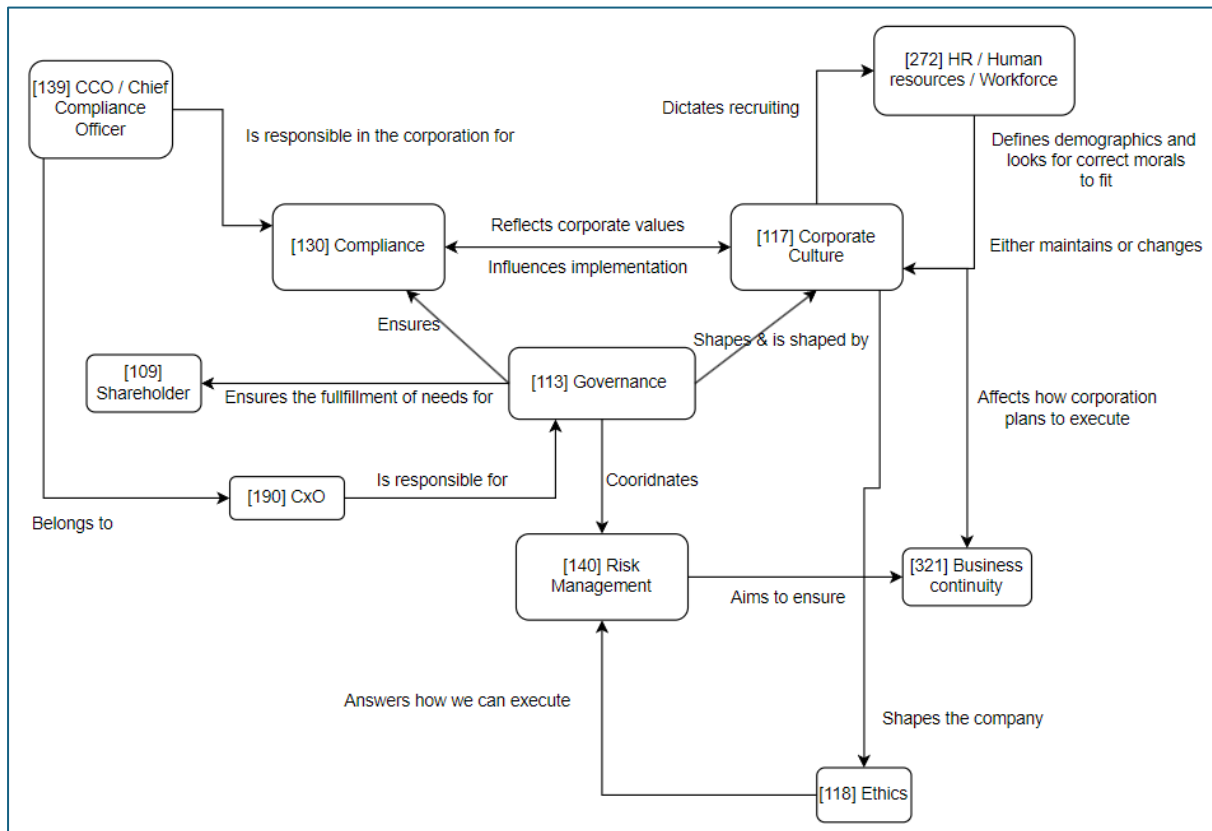 [139] CCO / Chief
Compliance
Officer
[272] HR / Human
resources / Workforce
Dictates recruiting
Is responsible in the corporation for
Defines demographics and
looks for correct morals
to fit
[130] Compliance
Reflects corporate values
Influences implementation
[117] Corporate
Culture
Either maintains or changes
Ensures
Shapes & is shaped by
[109]
Shareholder
Ensures the fullfillment of needs for
[113] Governance
Affects how corporation
plans to execute
[190] CxO
Is responsible for
Cooridnates
Belongs to
[140] Risk
Management
Aims to ensure
[321] Business
continuity
Answers how we can execute
Shapes the company
[118] Ethics